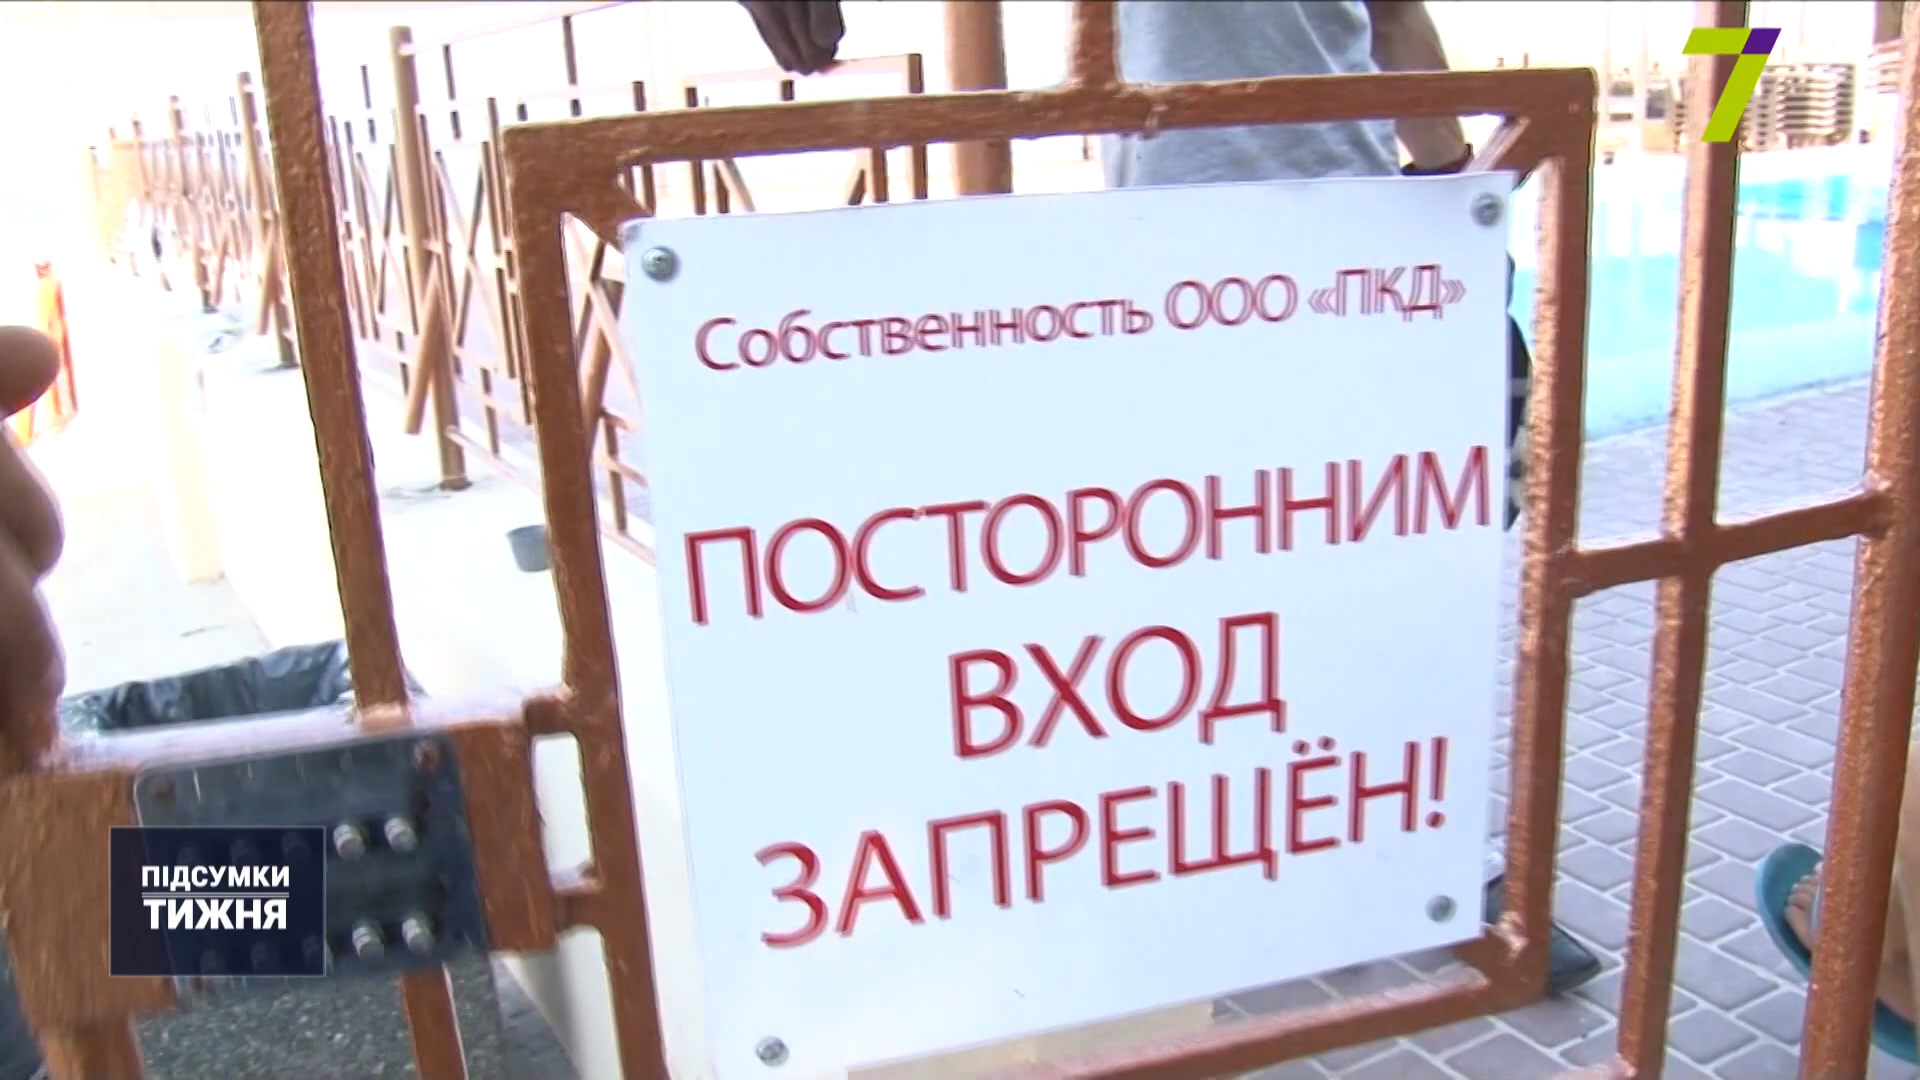 7
Собственность ООО «ПКД»
ПОСТОРОННИМ
ВХОД
ЗАПРЕЩЁН!
ПІДСУМКИ
ТИЖНЯ